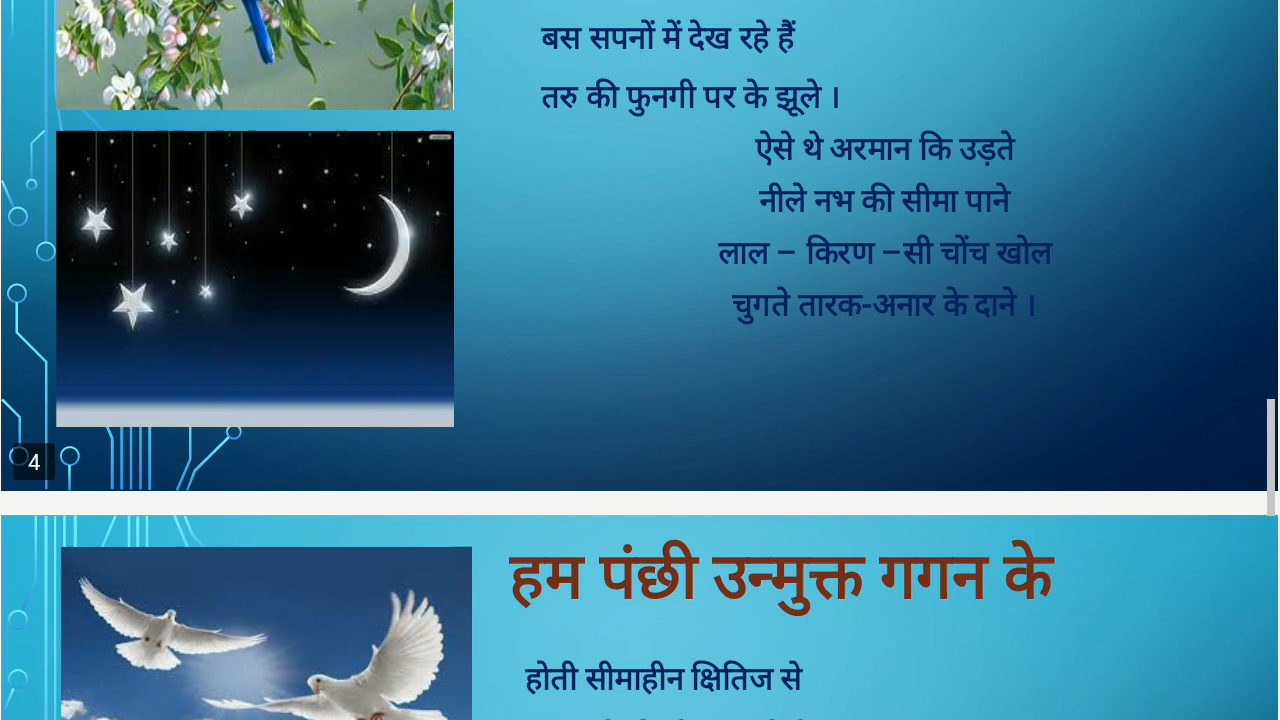 बस सपनों में देख रहे हैं
तरु की फुनगी पर के झूले ।
ऐसे थे अरमान कि उड़ते
नीले नभ की सीमा पाने
लाल – किरण –सी चोंच खोल
चुगते तारक-अनार के दाने ।
4
हम पंछी उन्मुक्त गगन के
होती सीमाहीन क्षितिज से